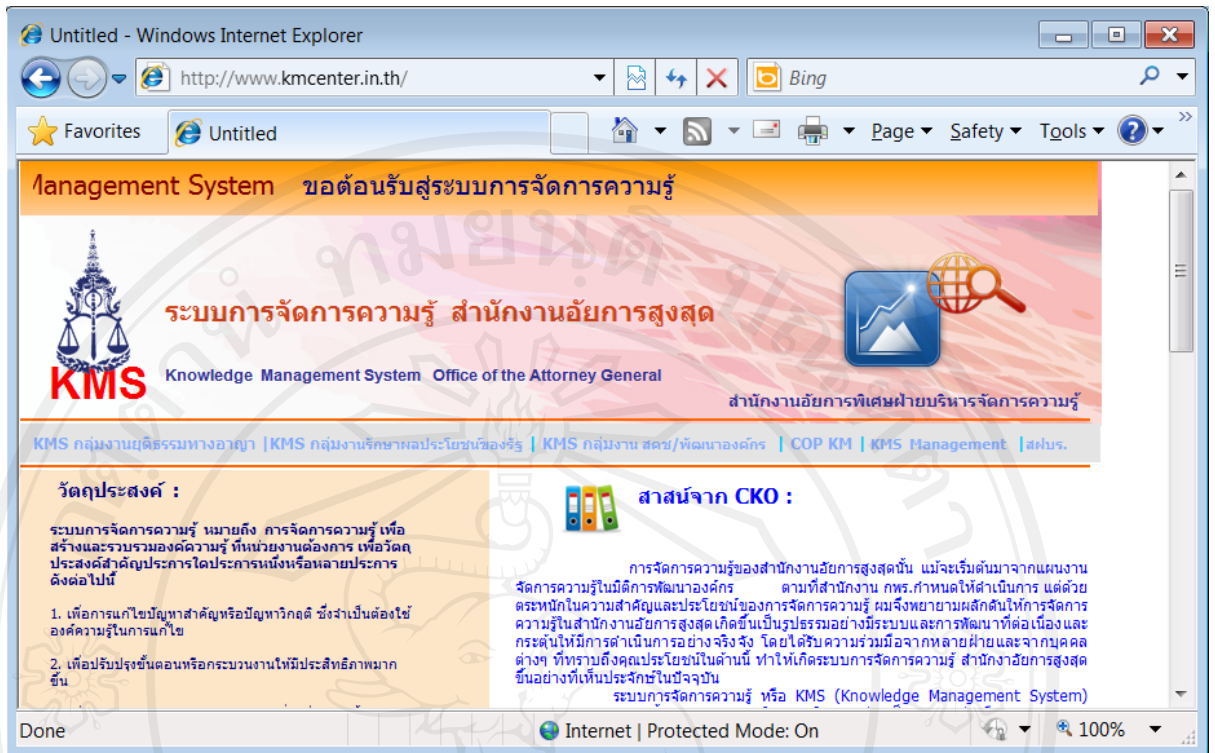 Untitled - Windows Internet Explorer
http://www.kmcenter.in.th/
Bing
Favorites
Untitled
Page
Safety
Tools
Management System ขอต้อนรับสู่ระบบการจัดการความรู้
ระบบการจัดการความรู้ สำนักงานอัยการสูงสุด
KMS
Knowledge Management System Office of the Attorney General
สำนักงานอัยการพิเศษฝ่ายบริหารจัดการความรู้
KMS กลุ่มงานยุติธรรมทางอาญา |KMS กลุ่มงานรักษาผลประโยชน์ของรัฐ | KMS กลุ่มงาน สคช/พัฒนาองค์กร | COP KM | KMS Management |สฝบร.
วัตถุประสงค์ :
ระบบการจัดการความรู้ หมายถึง การจัดการความรู้ เพื่อ
สร้างและรวบรวมองค์ความรู้ ที่หน่วยงานต้องการ เพื่อวัตถุ
ประสงค์สำคัญประการใดประการหนึ่งหรือหลายประการ
ดังต่อไปนี้
1. เพื่อการแก้ไขปัญหาสำคัญหรือปัญหาวิกฤติ ซึ่งจำเป็นต้องใช้
องค์ความรู้ในการแก้ไข
2. เพื่อปรับปรุงขั้นตอนหรือกระบวนงานให้มีประสิทธิภาพมาก
ขึ้น
สาสน์จาก CKO :
การจัดการความรู้ของสำนักงานอัยการสูงสุดนั้น แม้จะเริ่มต้นมาจากแผนงาน
จัดการความรู้ในมิติการพัฒนาองค์กร ตามที่สำนักงาน กพร.กำหนดให้ดำเนินการ แต่ด้วย
ตระหนักในความสำคัญและประโยชน์ของการจัดการความรู้ ผมจึงพยายามผลักดันให้การจัดการ
ความรู้ในสำนักงานอัยการสูงสุดเกิดขึ้นเป็นรูปธรรมอย่างมีระบบและการพัฒนาที่ต่อเนื่องและ
กระตุ้นให้มีการดำเนินการอย่างจริงจัง โดยได้รับความร่วมมือจากหลายฝ่ายและจากบุคคล
ต่างๆ ที่ทราบถึงคุณประโยชน์ในด้านนี้ ทำให้เกิดระบบการจัดการความรู้ สำนักงาอัยการสูงสุด
ขึ้นอย่างที่เห็นประจักษ์ในปัจจุบัน
ระบบการจัดการความรู้ หรือ KMS (Knowledge Management System)
Done
Internet | Protected Mode: On
100%